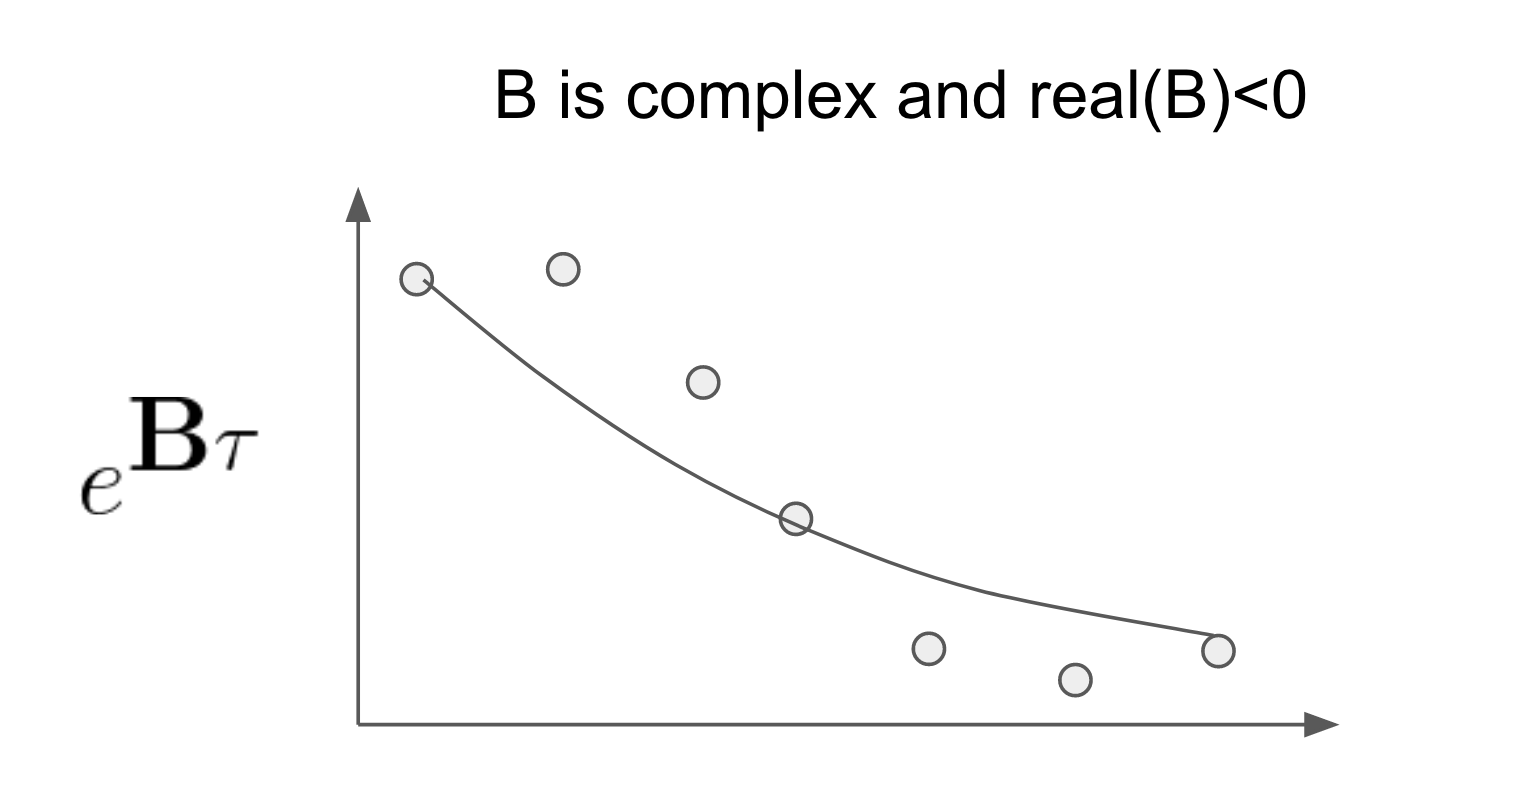 B is complex and real(B)<0
e^{Bτ}